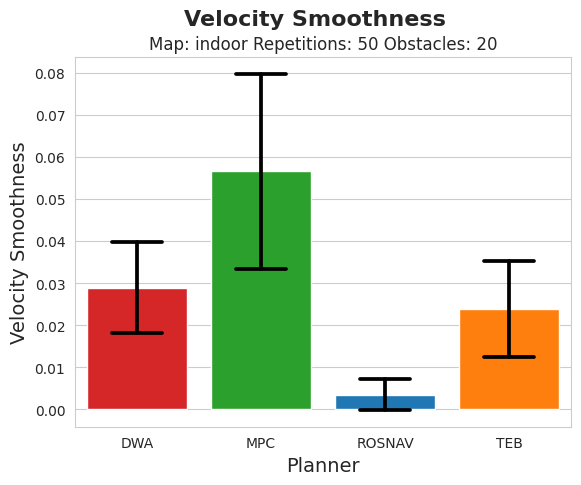 Velocity Smoothness
Map: indoor Repetitions: 50 Obstacles: 20
Velocity Smoothness
0.08
0.07
0.06
0.05
0.04
0.03
0.02
0.01
0.00
DWA
MPC
ROSNAV
TEB
Planner